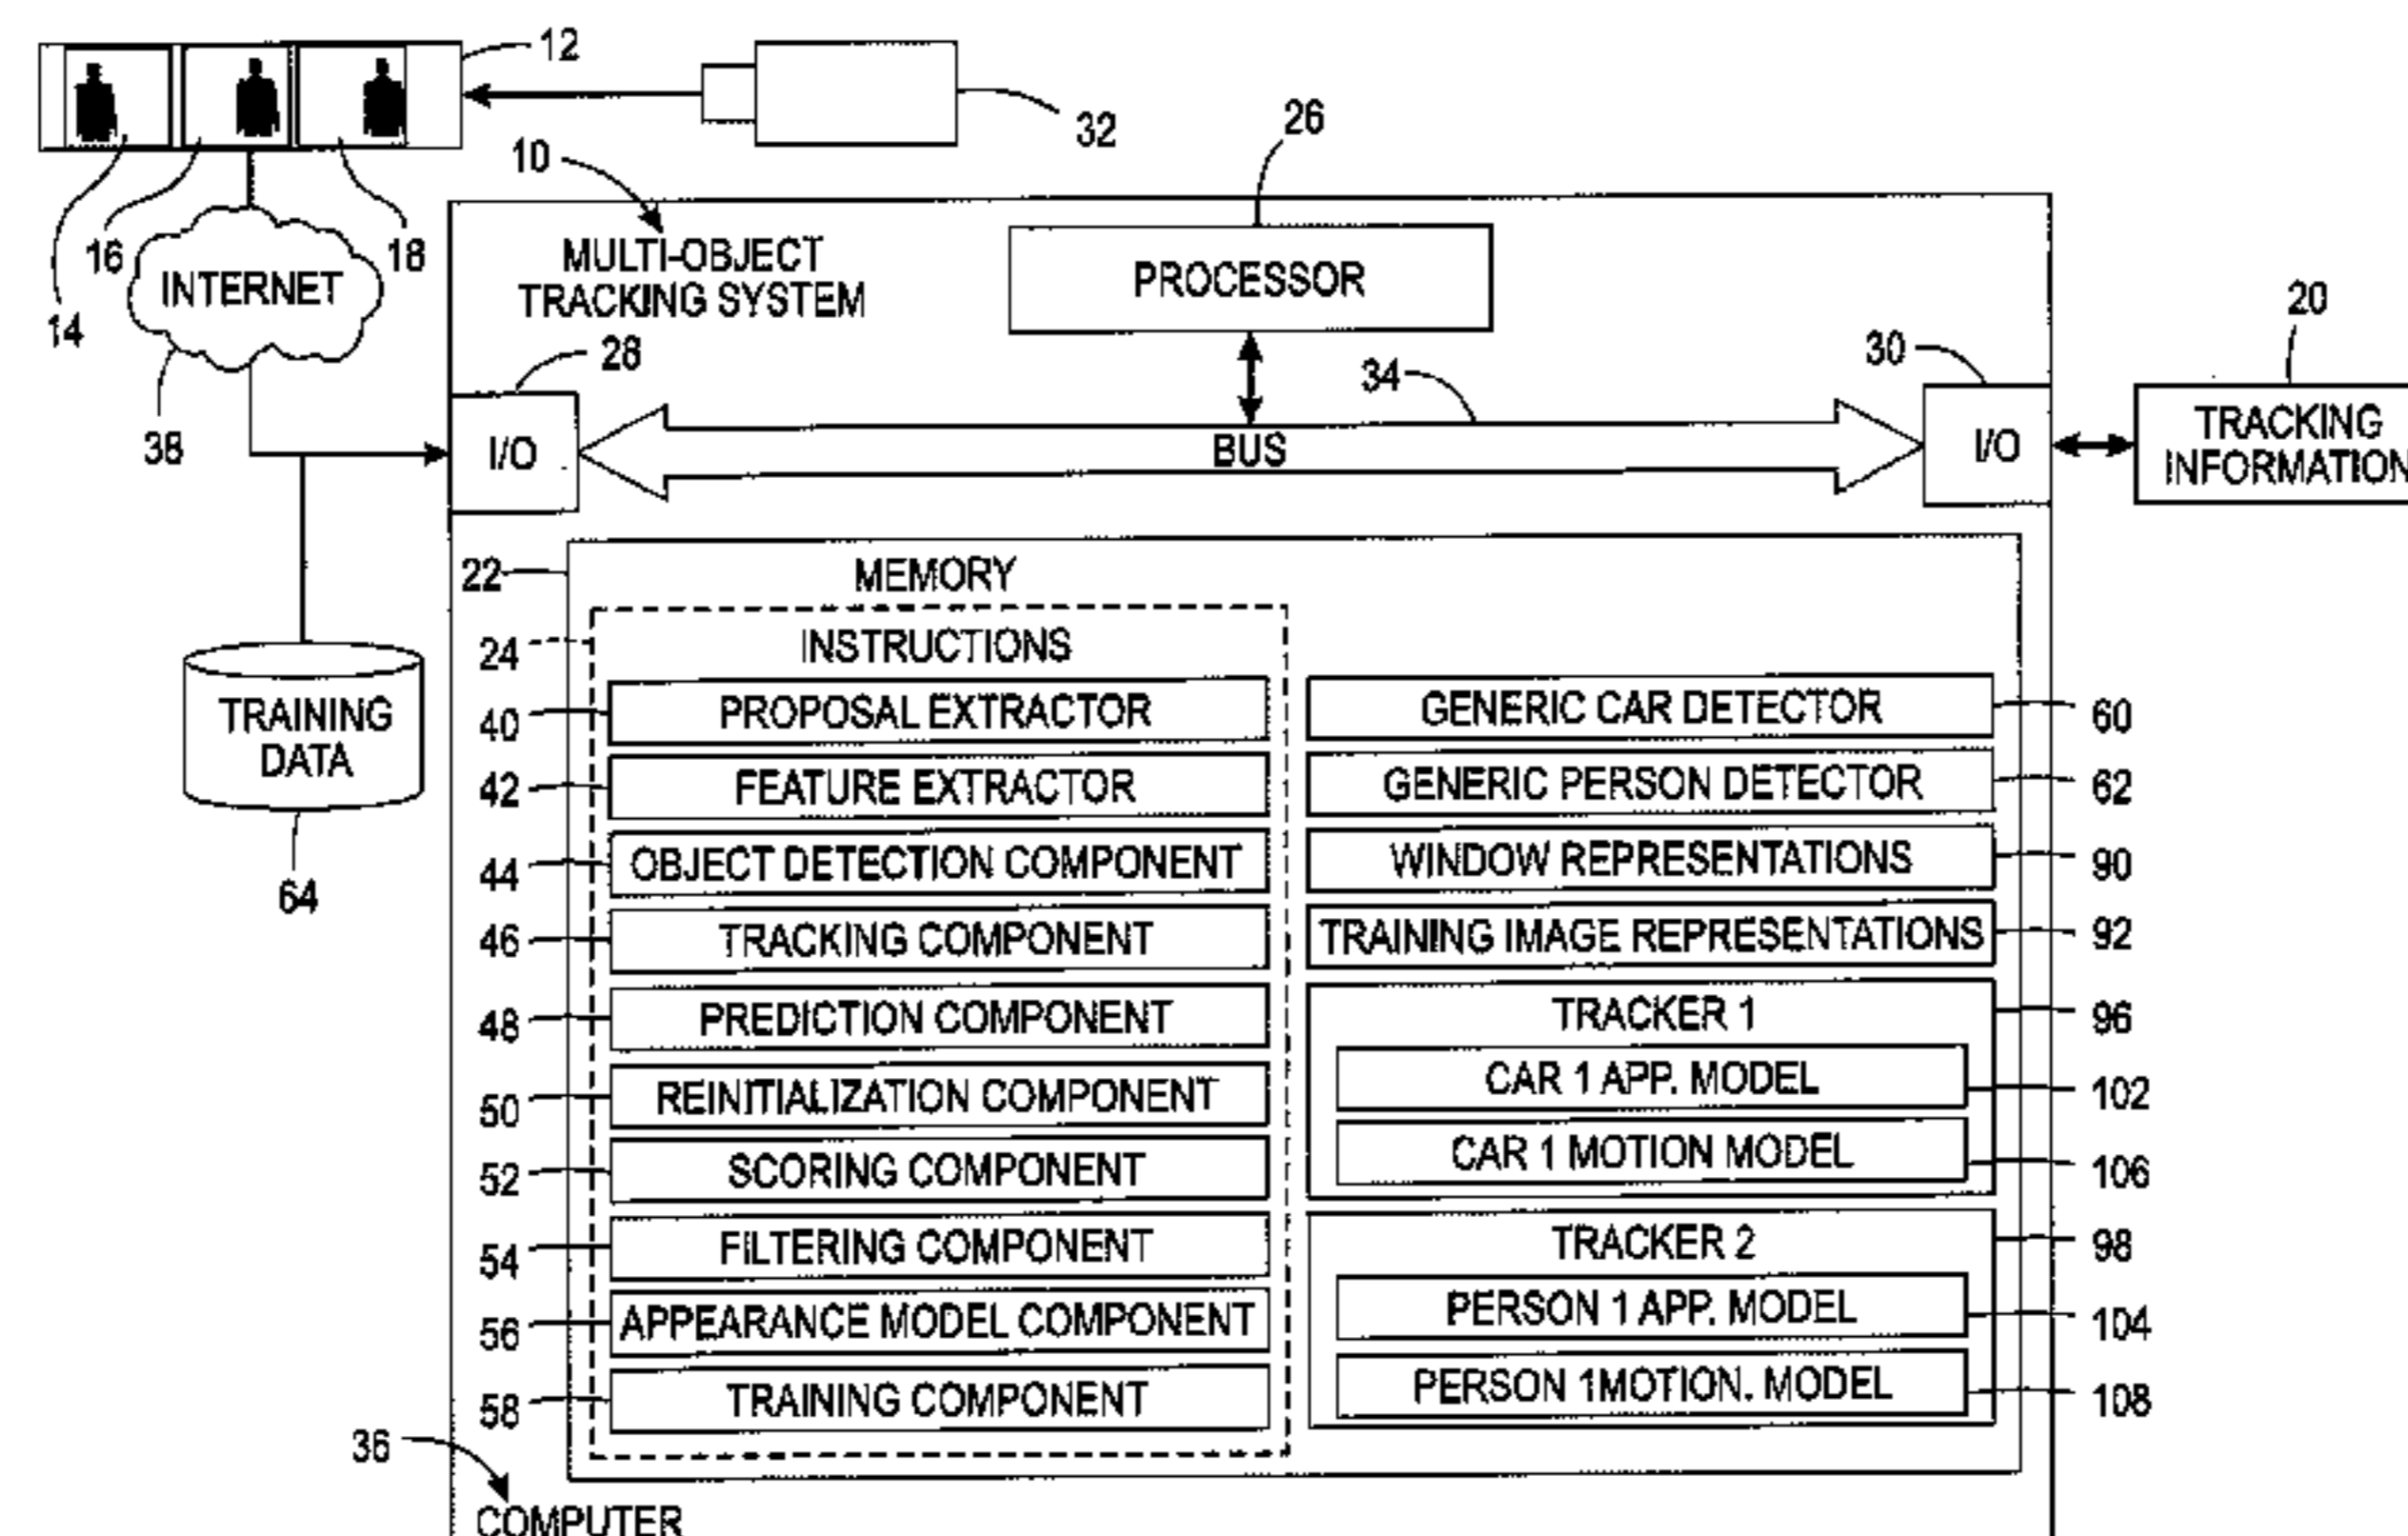 12
32
10
26
14
16
18
INTERNET
38
MULTI-OBJECT
TRACKING SYSTEM
PROCESSOR
28
I/O
34
BUS
30
I/O
20
TRACKING
INFORMATION
22
MEMORY
24
INSTRUCTIONS
TRAINING
DATA
64
40
PROPOSAL EXTRACTOR
42
FEATURE EXTRACTOR
44
OBJECT DETECTION COMPONENT
46
TRACKING COMPONENT
48
PREDICTION COMPONENT
50
REINITIALIZATION COMPONENT
52
SCORING COMPONENT
54
FILTERING COMPONENT
56
APPEARANCE MODEL COMPONENT
58
TRAINING COMPONENT
GENERIC CAR DETECTOR
60
GENERIC PERSON DETECTOR
62
WINDOW REPRESENTATIONS
90
TRAINING IMAGE REPRESENTATIONS
92
TRACKER 1
96
CAR 1 APP. MODEL
102
CAR 1 MOTION MODEL
106
TRACKER 2
98
PERSON 1 APP. MODEL
104
PERSON 1MOTION. MODEL
108
36
COMPUTER